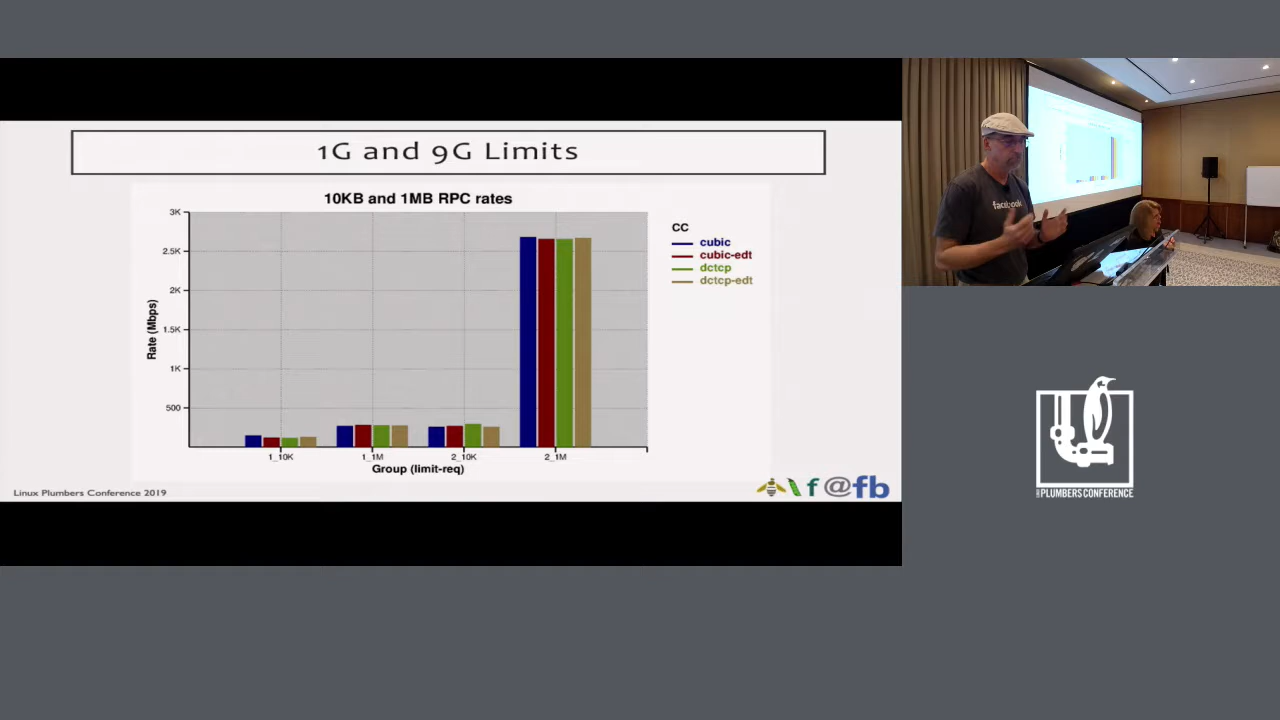 1G and 9G Limits
10KB and 1MB RPC rates
3K
2.5K
2K
1.5K
1K
500
Rate (Mbps)
1_10K
1_1M
2_10K
2_1M
Group (limit-req)
CC
cubic
cubic-edt
dctcp
dctcp-edt
Linux Plumbers Conference 2019
f @fb
facebook
PLUMBERS CONFERENCE